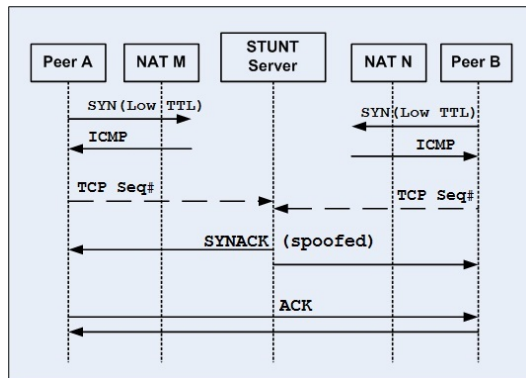 Peer A
NAT M
STUNT
Server
NAT N
Peer B
SYN(Low TTL)
SYN(Low TTL)
ICMP
ICMP
TCP Seq#
TCP Seq#
SYNACK (spoofed)
ACK